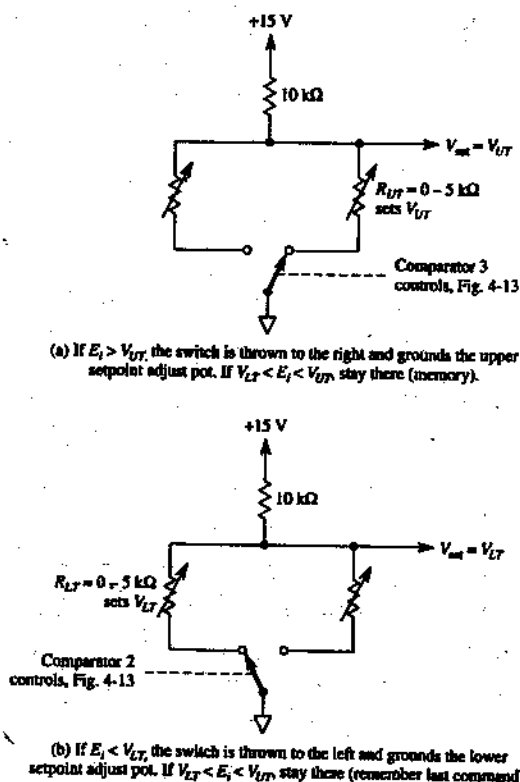 +15 V
10 kΩ
V_set = V_UT
R_UT = 0 – 5 kΩ
sets V_UT
Comparator 3
controls, Fig. 4-13
(a) If E_i > V_UT, the switch is thrown to the right and grounds the upper
setpoint adjust pot. If V_LT < E_i < V_UT, stay there (memory).
+15 V
10 kΩ
V_set = V_LT
R_LT = 0 – 5 kΩ
sets V_LT
Comparator 2
controls, Fig. 4-13
(b) If E_i < V_LT, the switch is thrown to the left and grounds the lower
setpoint adjust pot. If V_LT < E_i < V_UT, stay there (remember last command